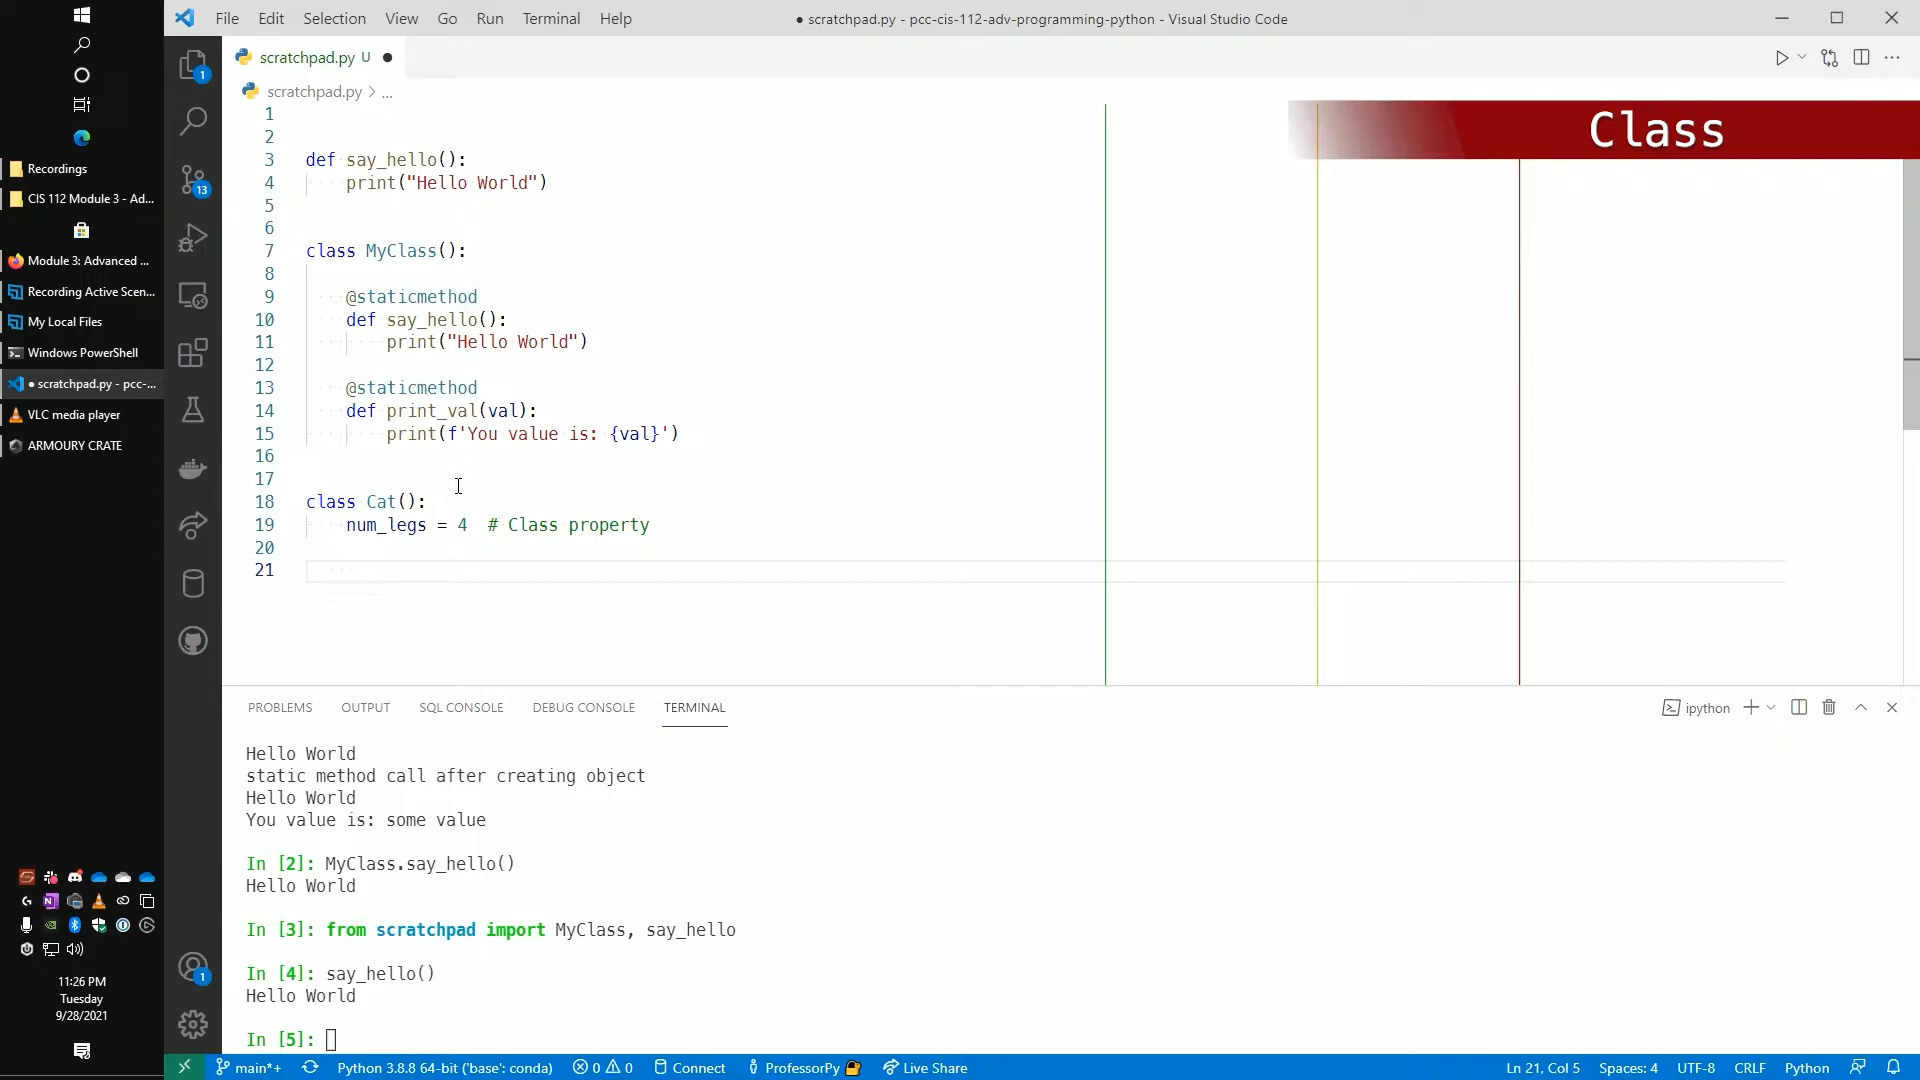 File Edit Selection View Go Run Terminal Help
● scratchpad.py - pcc-cis-112-adv-programming-python - Visual Studio Code
Recordings
CIS 112 Module 3 - Ad...
Module 3: Advanced ...
Recording Active Scen...
My Local Files
Windows PowerShell
● scratchpad.py - pcc-...
VLC media player
ARMOURY CRATE
11:26 PM
Tuesday
9/28/2021
1
13
1
scratchpad.py U ●
scratchpad.py > ...
Class
1
2
3 def say_hello():
4     print("Hello World")
5
6
7 class MyClass():
8
9     @staticmethod
10     def say_hello():
11         print("Hello World")
12
13     @staticmethod
14     def print_val(val):
15         print(f'You value is: {val}')
16
17
18 class Cat():
19     num_legs = 4  # Class property
20
21
PROBLEMS OUTPUT SQL CONSOLE DEBUG CONSOLE TERMINAL
ipython
Hello World
static method call after creating object
Hello World
You value is: some value
In [2]: MyClass.say_hello()
Hello World
In [3]: from scratchpad import MyClass, say_hello
In [4]: say_hello()
Hello World
In [5]:
main*+ Python 3.8.8 64-bit ('base': conda) 0 0 Connect ProfessorPy Live Share Ln 21, Col 5 Spaces: 4 UTF-8 CRLF Python